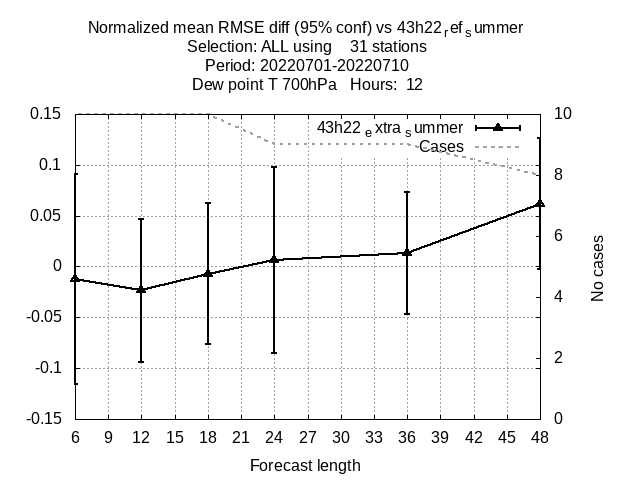 Normalized mean RMSE diff (95% conf) vs 43h22refsummer
Selection: ALL using 31 stations
Period: 20220701-20220710
Dew point T 700hPa Hours: 12
0.15
0.1
0.05
0
-0.05
-0.1
-0.15
43h22extrasummer
Cases
10
8
6
4
2
0
No cases
6 9 12 15 18 21 24 27 30 33 36 39 42 45 48
Forecast length